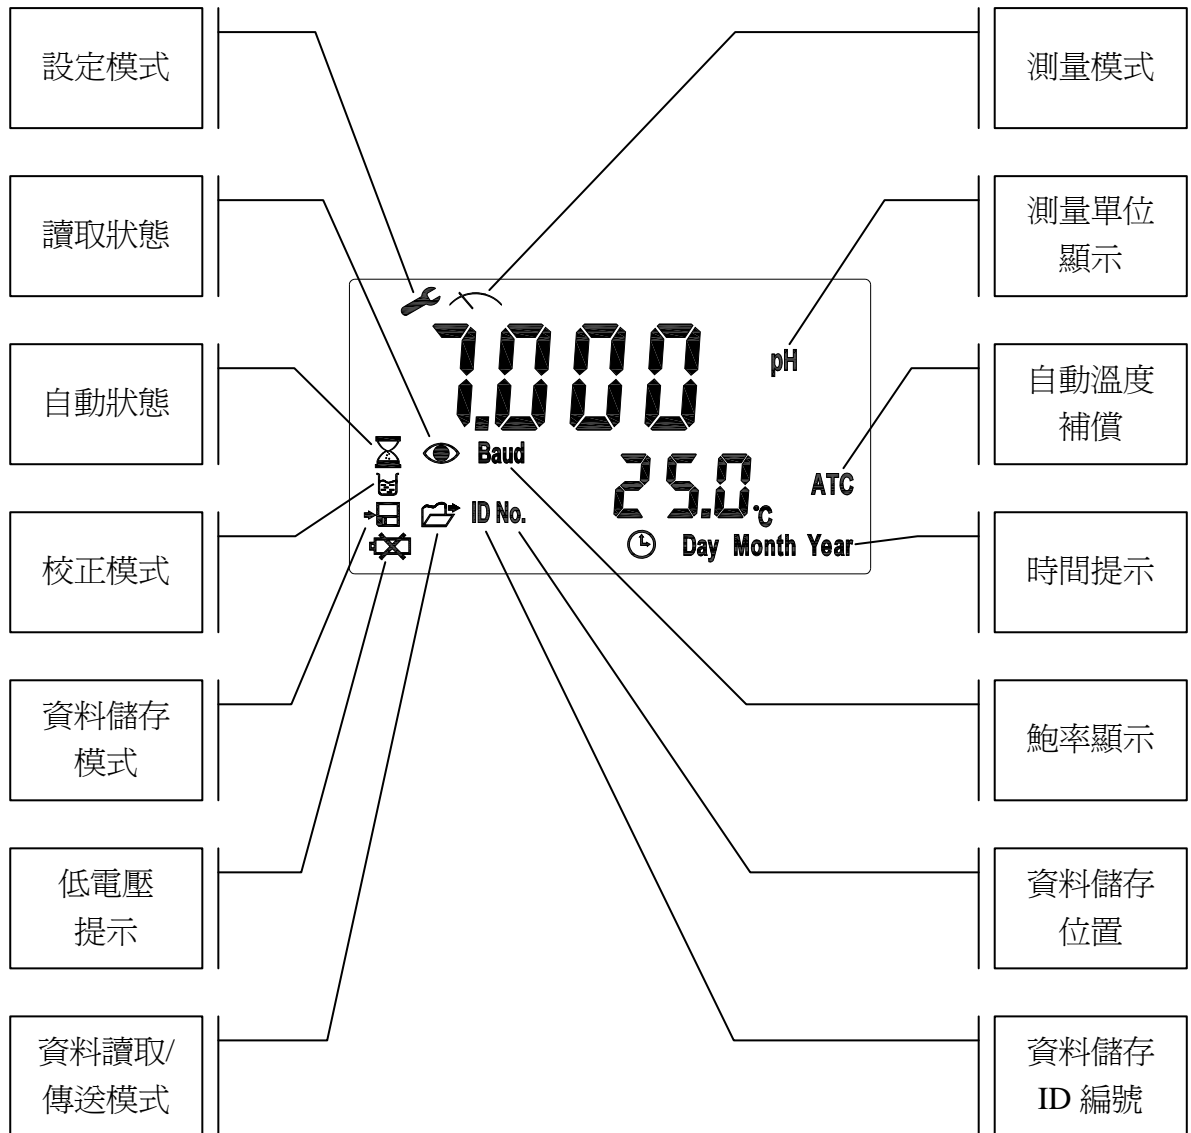 設定模式
測量模式
讀取狀態
測量單位
顯示
自動狀態
自動溫度
補償
7.000
pH
Baud
25.0
°C
ATC
ID No.
Day Month Year
校正模式
時間提示
資料儲存
模式
鮑率顯示
低電壓
提示
資料儲存
位置
資料讀取/
傳送模式
資料儲存
ID 編號